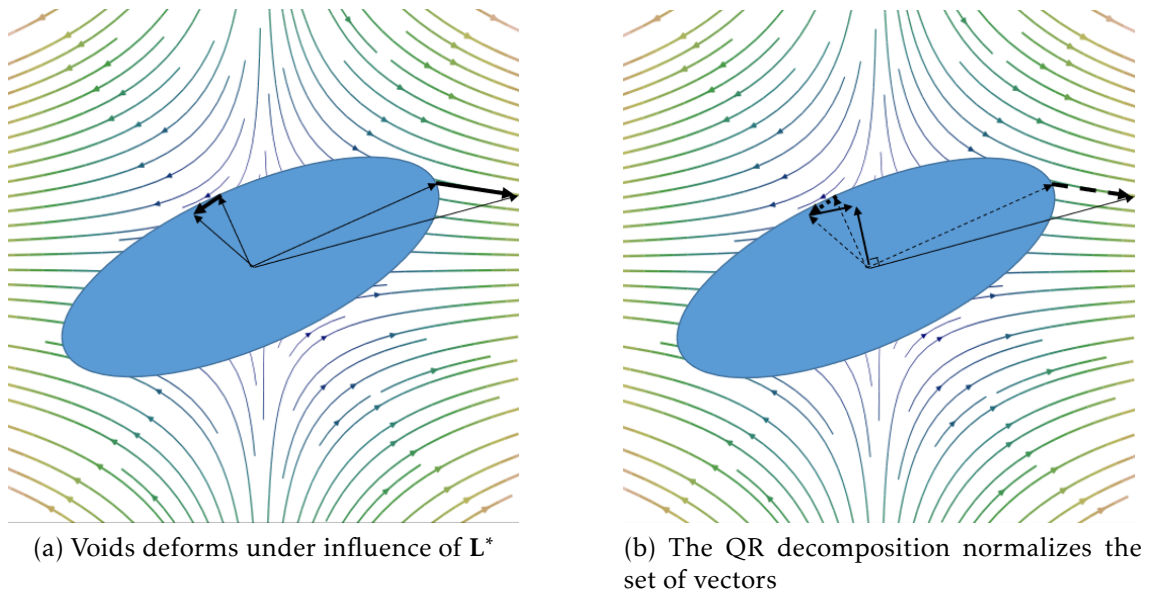 (a) Voids deforms under influence of L*
(b) The QR decomposition normalizes the
set of vectors